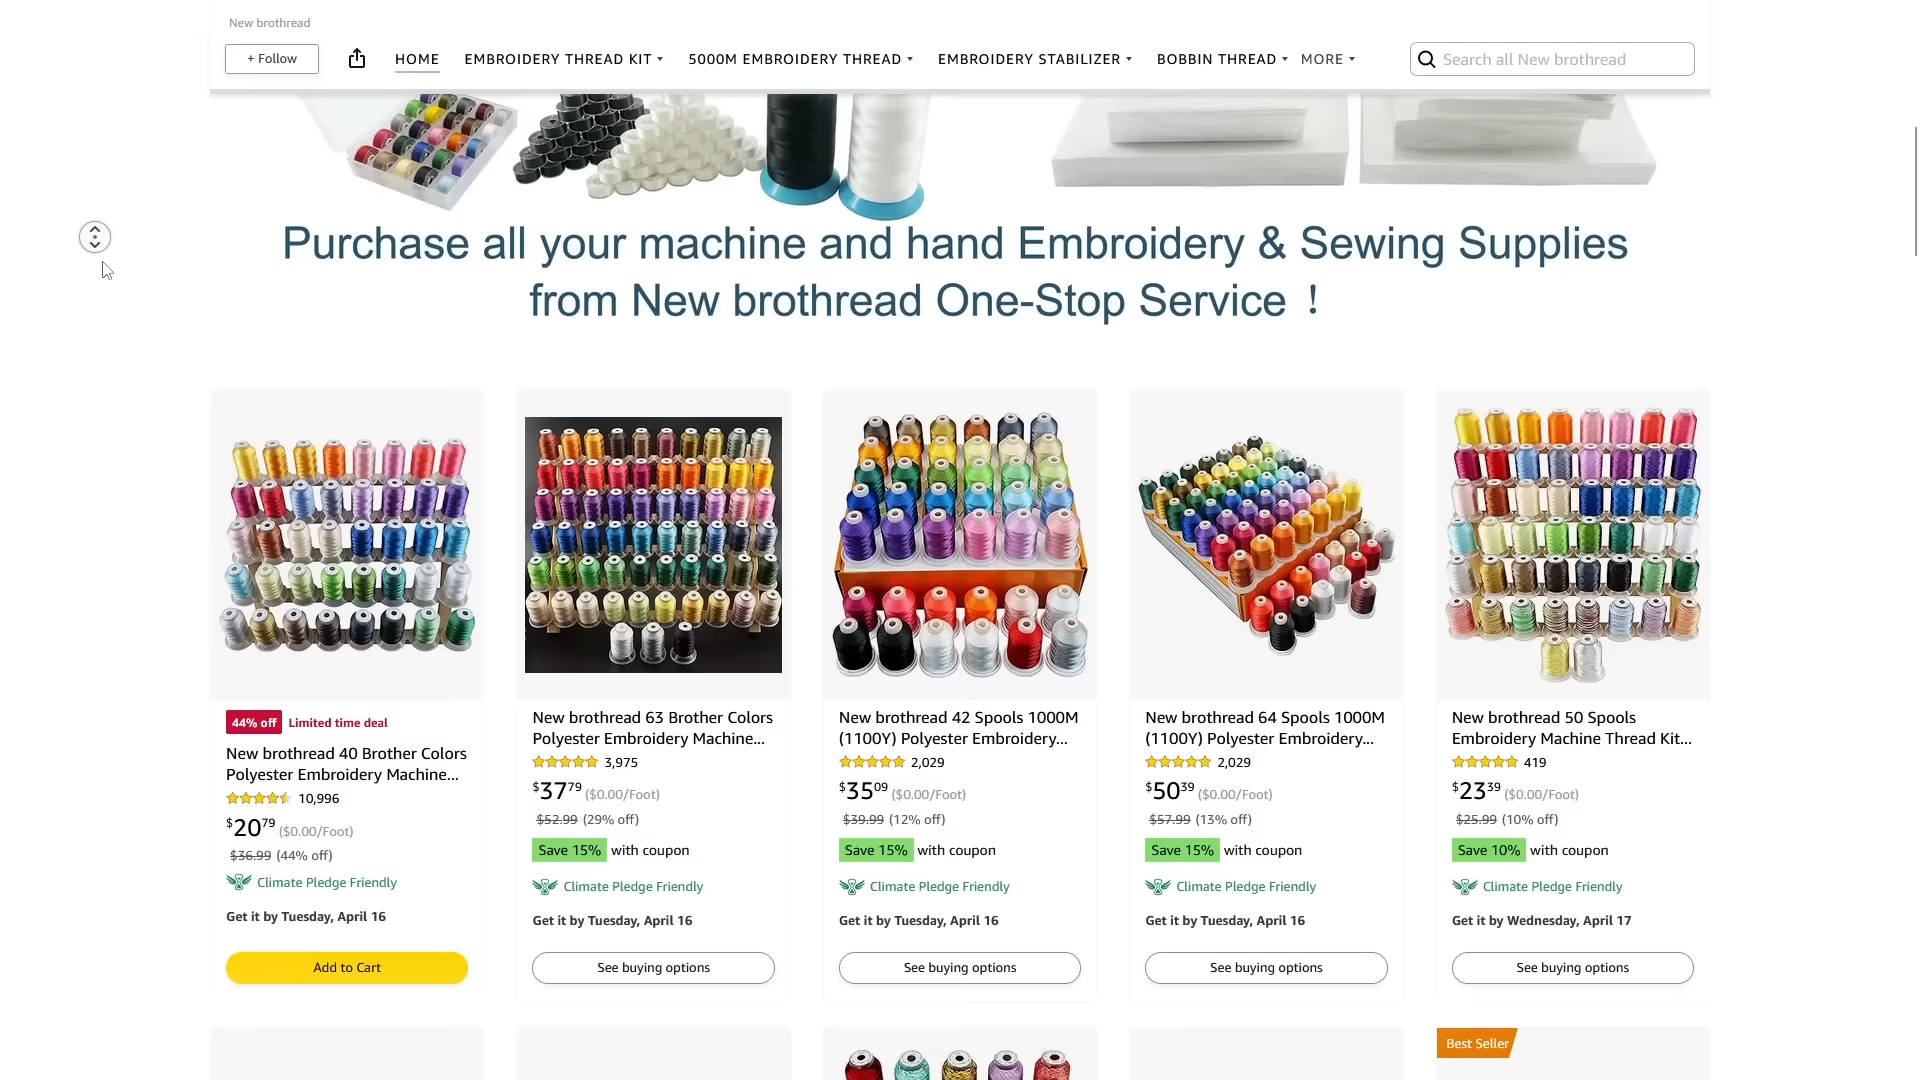 New brothread
+ Follow
HOME
EMBROIDERY THREAD KIT
5000M EMBROIDERY THREAD
EMBROIDERY STABILIZER
BOBBIN THREAD
MORE
Search all New brothread
Purchase all your machine and hand Embroidery & Sewing Supplies
from New brothread One-Stop Service！
44% off Limited time deal
New brothread 40 Brother Colors
Polyester Embroidery Machine...
10,996
$20.79 ($0.00/Foot)
$36.99 (44% off)
Climate Pledge Friendly
Get it by Tuesday, April 16
Add to Cart
New brothread 63 Brother Colors
Polyester Embroidery Machine...
3,975
$37.79 ($0.00/Foot)
$52.99 (29% off)
Save 15% with coupon
Climate Pledge Friendly
Get it by Tuesday, April 16
See buying options
New brothread 42 Spools 1000M
(1100Y) Polyester Embroidery...
2,029
$35.09 ($0.00/Foot)
$39.99 (12% off)
Save 15% with coupon
Climate Pledge Friendly
Get it by Tuesday, April 16
See buying options
New brothread 64 Spools 1000M
(1100Y) Polyester Embroidery...
2,029
$50.39 ($0.00/Foot)
$57.99 (13% off)
Save 15% with coupon
Climate Pledge Friendly
Get it by Tuesday, April 16
See buying options
New brothread 50 Spools
Embroidery Machine Thread Kit...
419
$23.39 ($0.00/Foot)
$25.99 (10% off)
Save 10% with coupon
Climate Pledge Friendly
Get it by Wednesday, April 17
See buying options
Best Seller